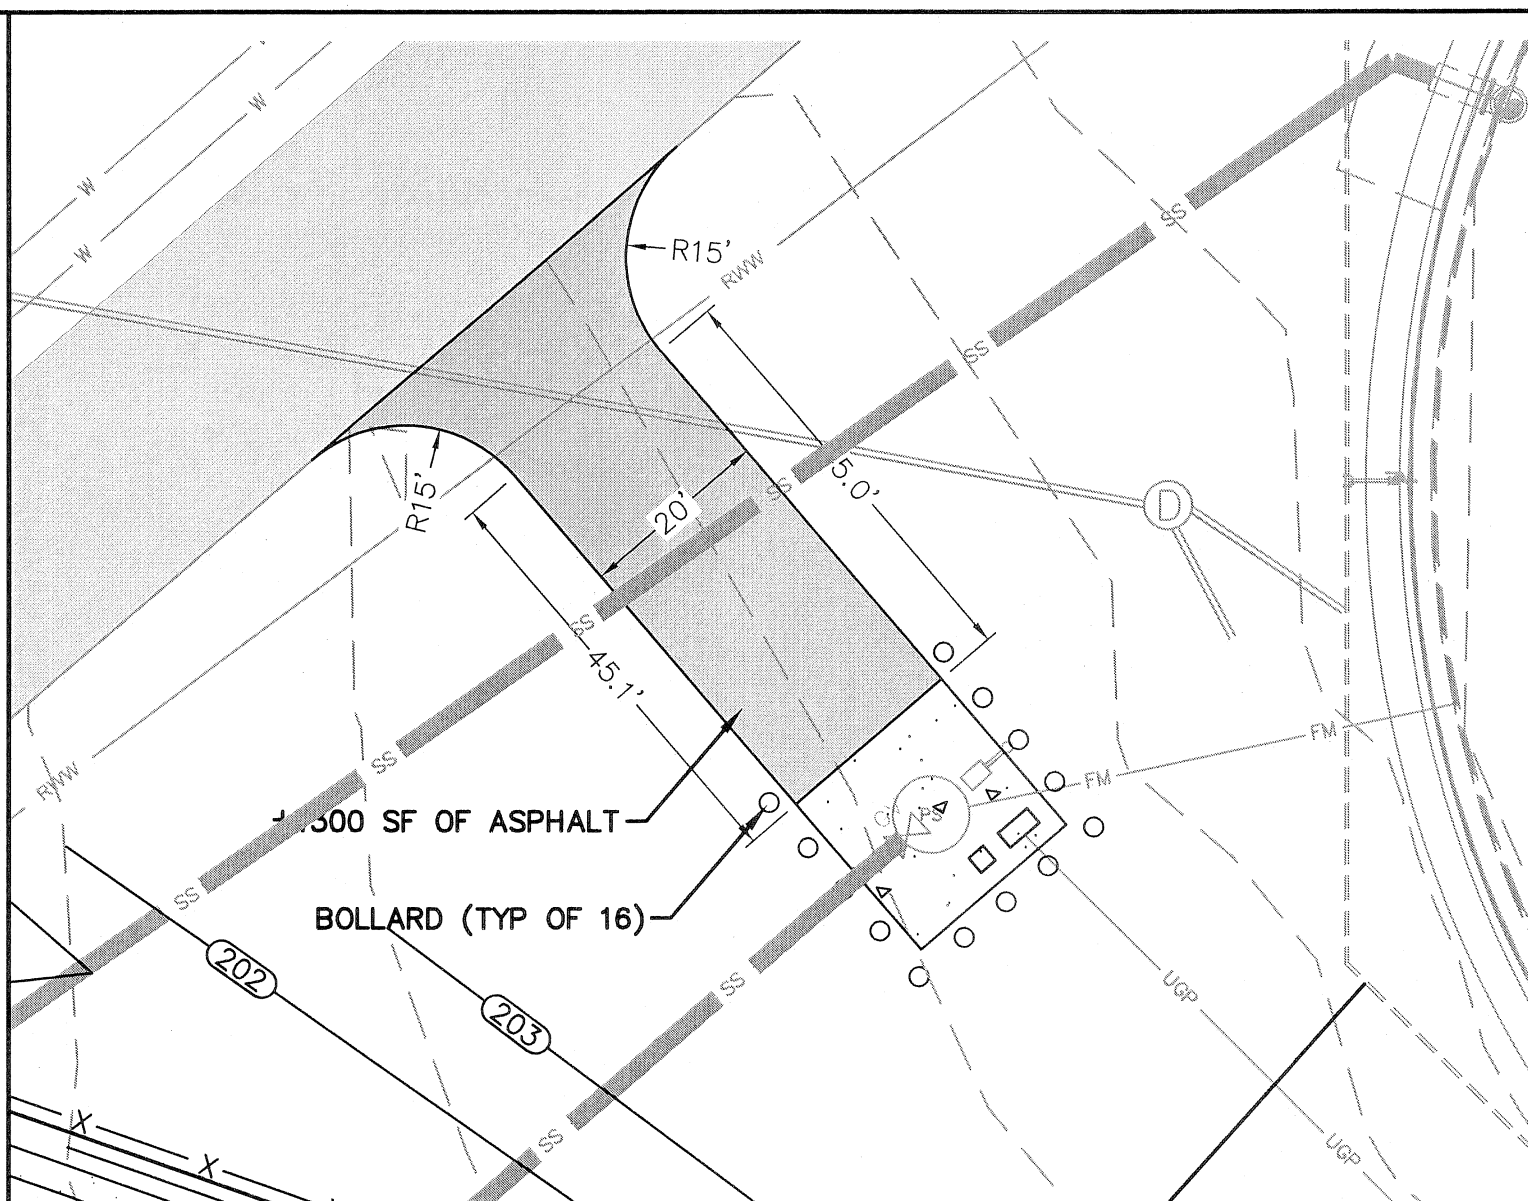 W
W
W
R15'
RWW
SS
SS
D
5.0'
SS
20'
R15'
SS
45.1'
SS
RWW
FM
FM
PS
SF OF ASPHALT
BOLLARD (TYP OF 16)
SS
202
203
SS
UGP
SS
UGP
X
X